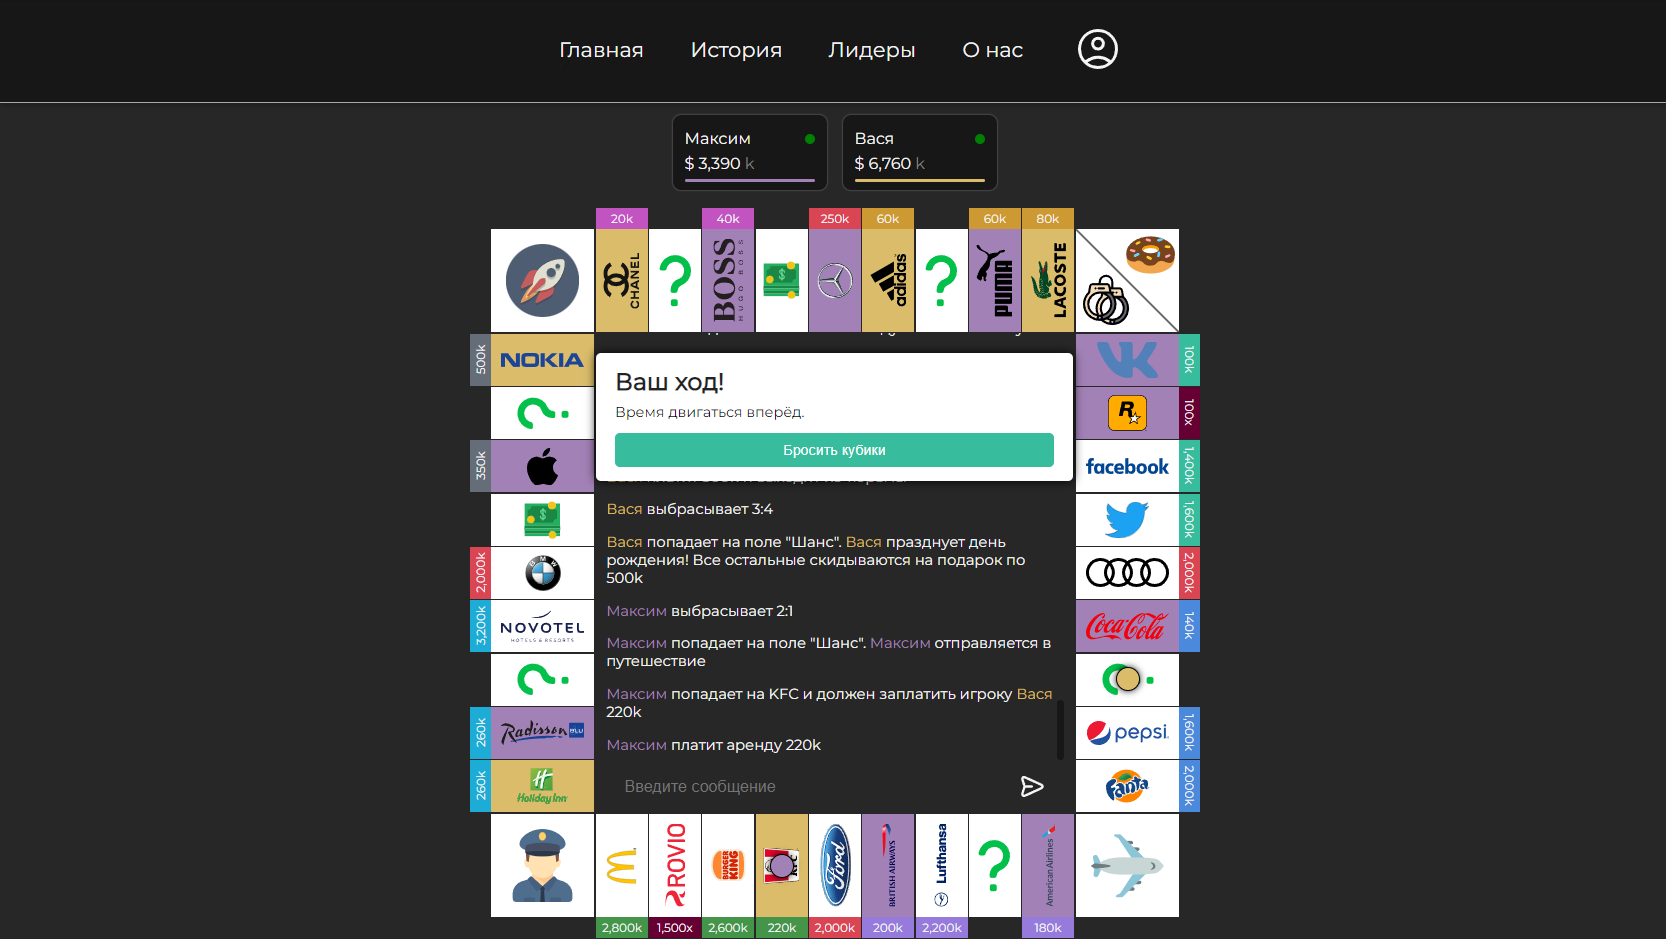 Главная История Лидеры О нас
Максим
$ 3,390 k
Вася
$ 6,760 k
20k 40k 250k 60k 60k 80k
CHANEL
BOSS
HUGO BOSS
adidas
PUMA
LACOSTE
500k
NOKIA
100k
R
100x
350k
1,400k
facebook
1,600k
2,000k
BMW
2,000k
3,200k
NOVOTEL
HOTELS & RESORTS
Coca-Cola
140k
260k
Radisson BLU
pepsi
1,600k
260k
Holiday Inn
Fanta
2,000k
Ваш ход!
Время двигаться вперёд.
Бросить кубики
Вася выбрасывает 3:4
Вася попадает на поле "Шанс". Вася празднует день
рождения! Все остальные скидываются на подарок по
500k
Максим выбрасывает 2:1
Максим попадает на поле "Шанс". Максим отправляется в
путешествие
Максим попадает на KFC и должен заплатить игроку Вася
220k
Максим платит аренду 220k
Введите сообщение
ROVIO
BURGER KING
Ford
BRITISH AIRWAYS
Lufthansa
American Airlines
2,800k 1,500x 2,600k 220k 2,000k 200k 2,200k 180k